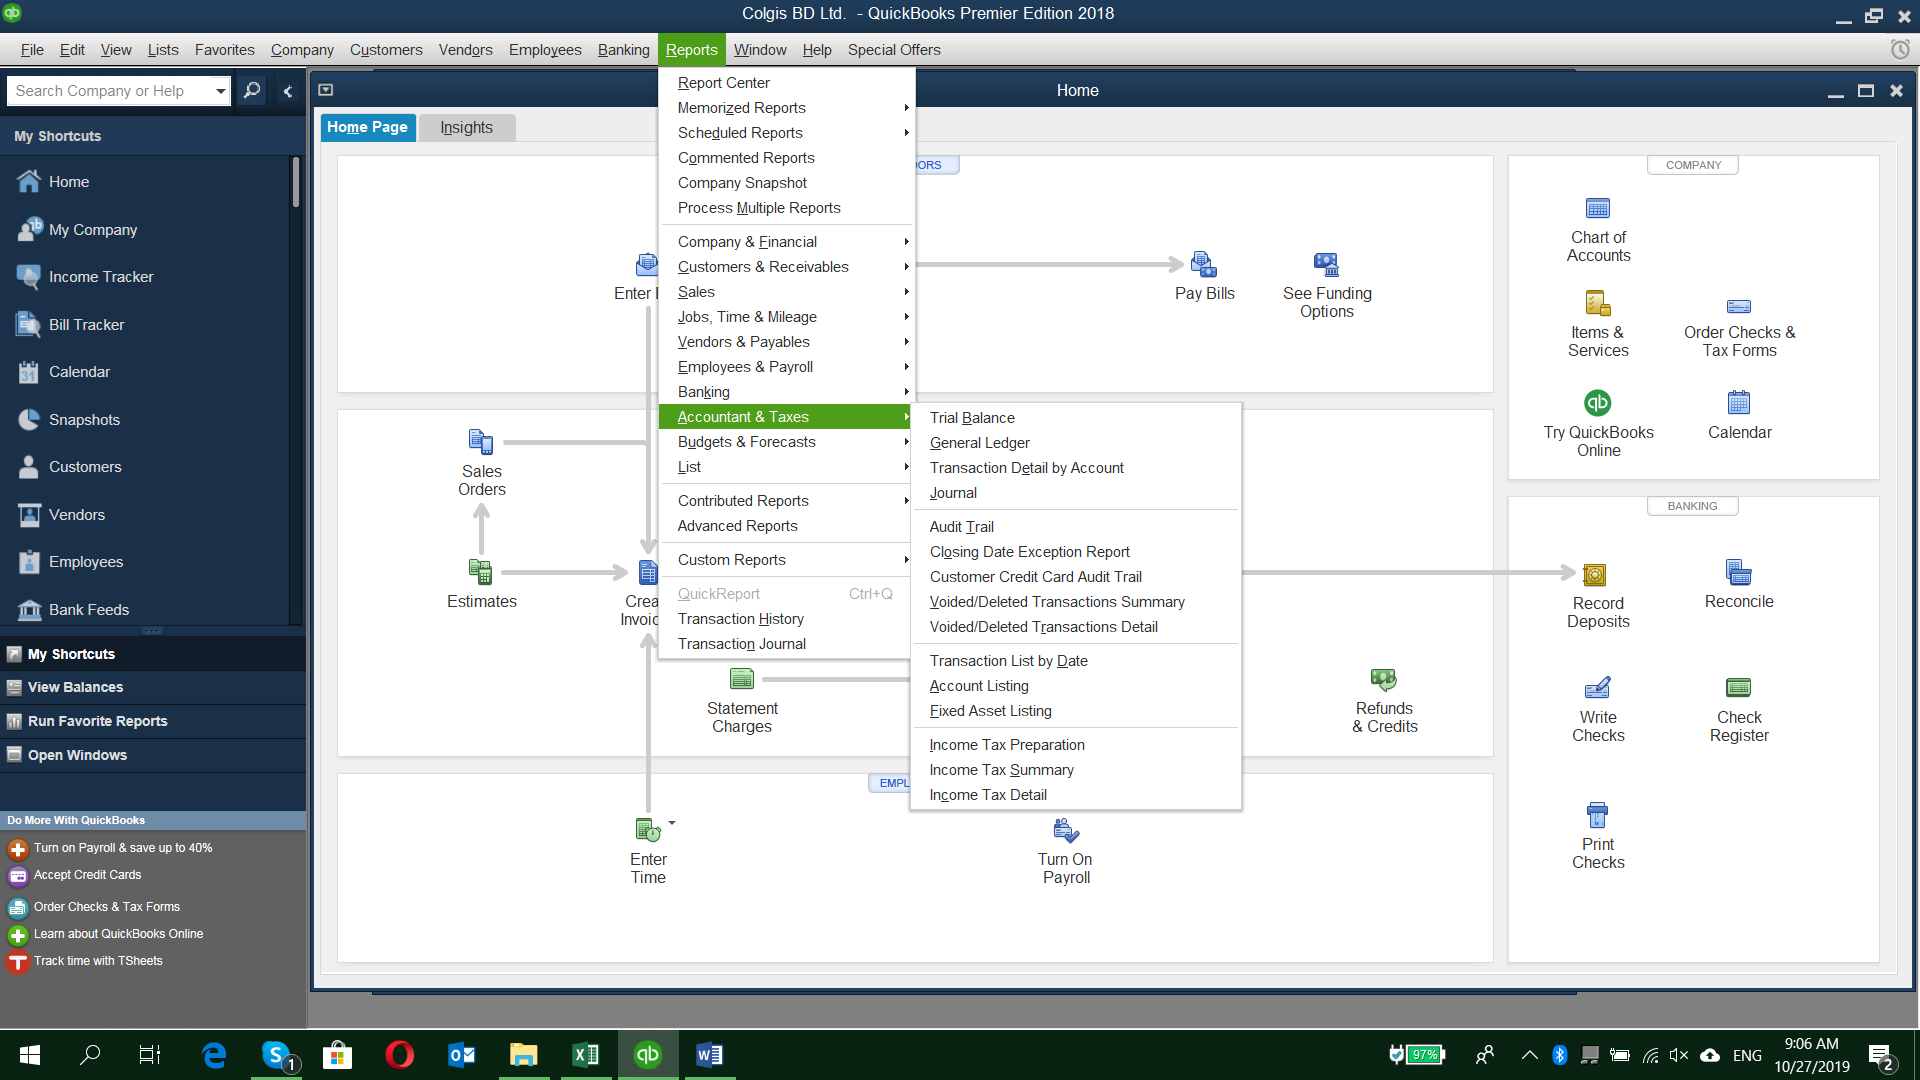 Colgis BD Ltd. - QuickBooks Premier Edition 2018
File Edit View Lists Favorites Company Customers Vendors Employees Banking Reports Window Help Special Offers
Search Company or Help
My Shortcuts
Home
My Company
Income Tracker
Bill Tracker
Calendar
Snapshots
Customers
Vendors
Employees
Bank Feeds
My Shortcuts
View Balances
Run Favorite Reports
Open Windows
Do More With QuickBooks
Turn on Payroll & save up to 40%
Accept Credit Cards
Order Checks & Tax Forms
Learn about QuickBooks Online
Track time with TSheets
Home
Home Page
Insights
Report Center
Memorized Reports
Scheduled Reports
Commented Reports
Company Snapshot
Process Multiple Reports
Company & Financial
Customers & Receivables
Sales
Jobs, Time & Mileage
Vendors & Payables
Employees & Payroll
Banking
Accountant & Taxes
Budgets & Forecasts
List
Contributed Reports
Advanced Reports
Custom Reports
QuickReport Ctrl+Q
Transaction History
Transaction Journal
Trial Balance
General Ledger
Transaction Detail by Account
Journal
Audit Trail
Closing Date Exception Report
Customer Credit Card Audit Trail
Voided/Deleted Transactions Summary
Voided/Deleted Transactions Detail
Transaction List by Date
Account Listing
Fixed Asset Listing
Income Tax Preparation
Income Tax Summary
Income Tax Detail
ORS
Enter
Pay Bills
See Funding
Options
Sales
Orders
Estimates
Crea
Invoic
Statement
Charges
Refunds
& Credits
EMPL
Enter
Time
Turn On
Payroll
COMPANY
Chart of
Accounts
Items &
Services
Order Checks &
Tax Forms
Try QuickBooks
Online
Calendar
BANKING
Record
Deposits
Reconcile
Write
Checks
Check
Register
Print
Checks
1
97%
ENG
9:06 AM
10/27/2019
2